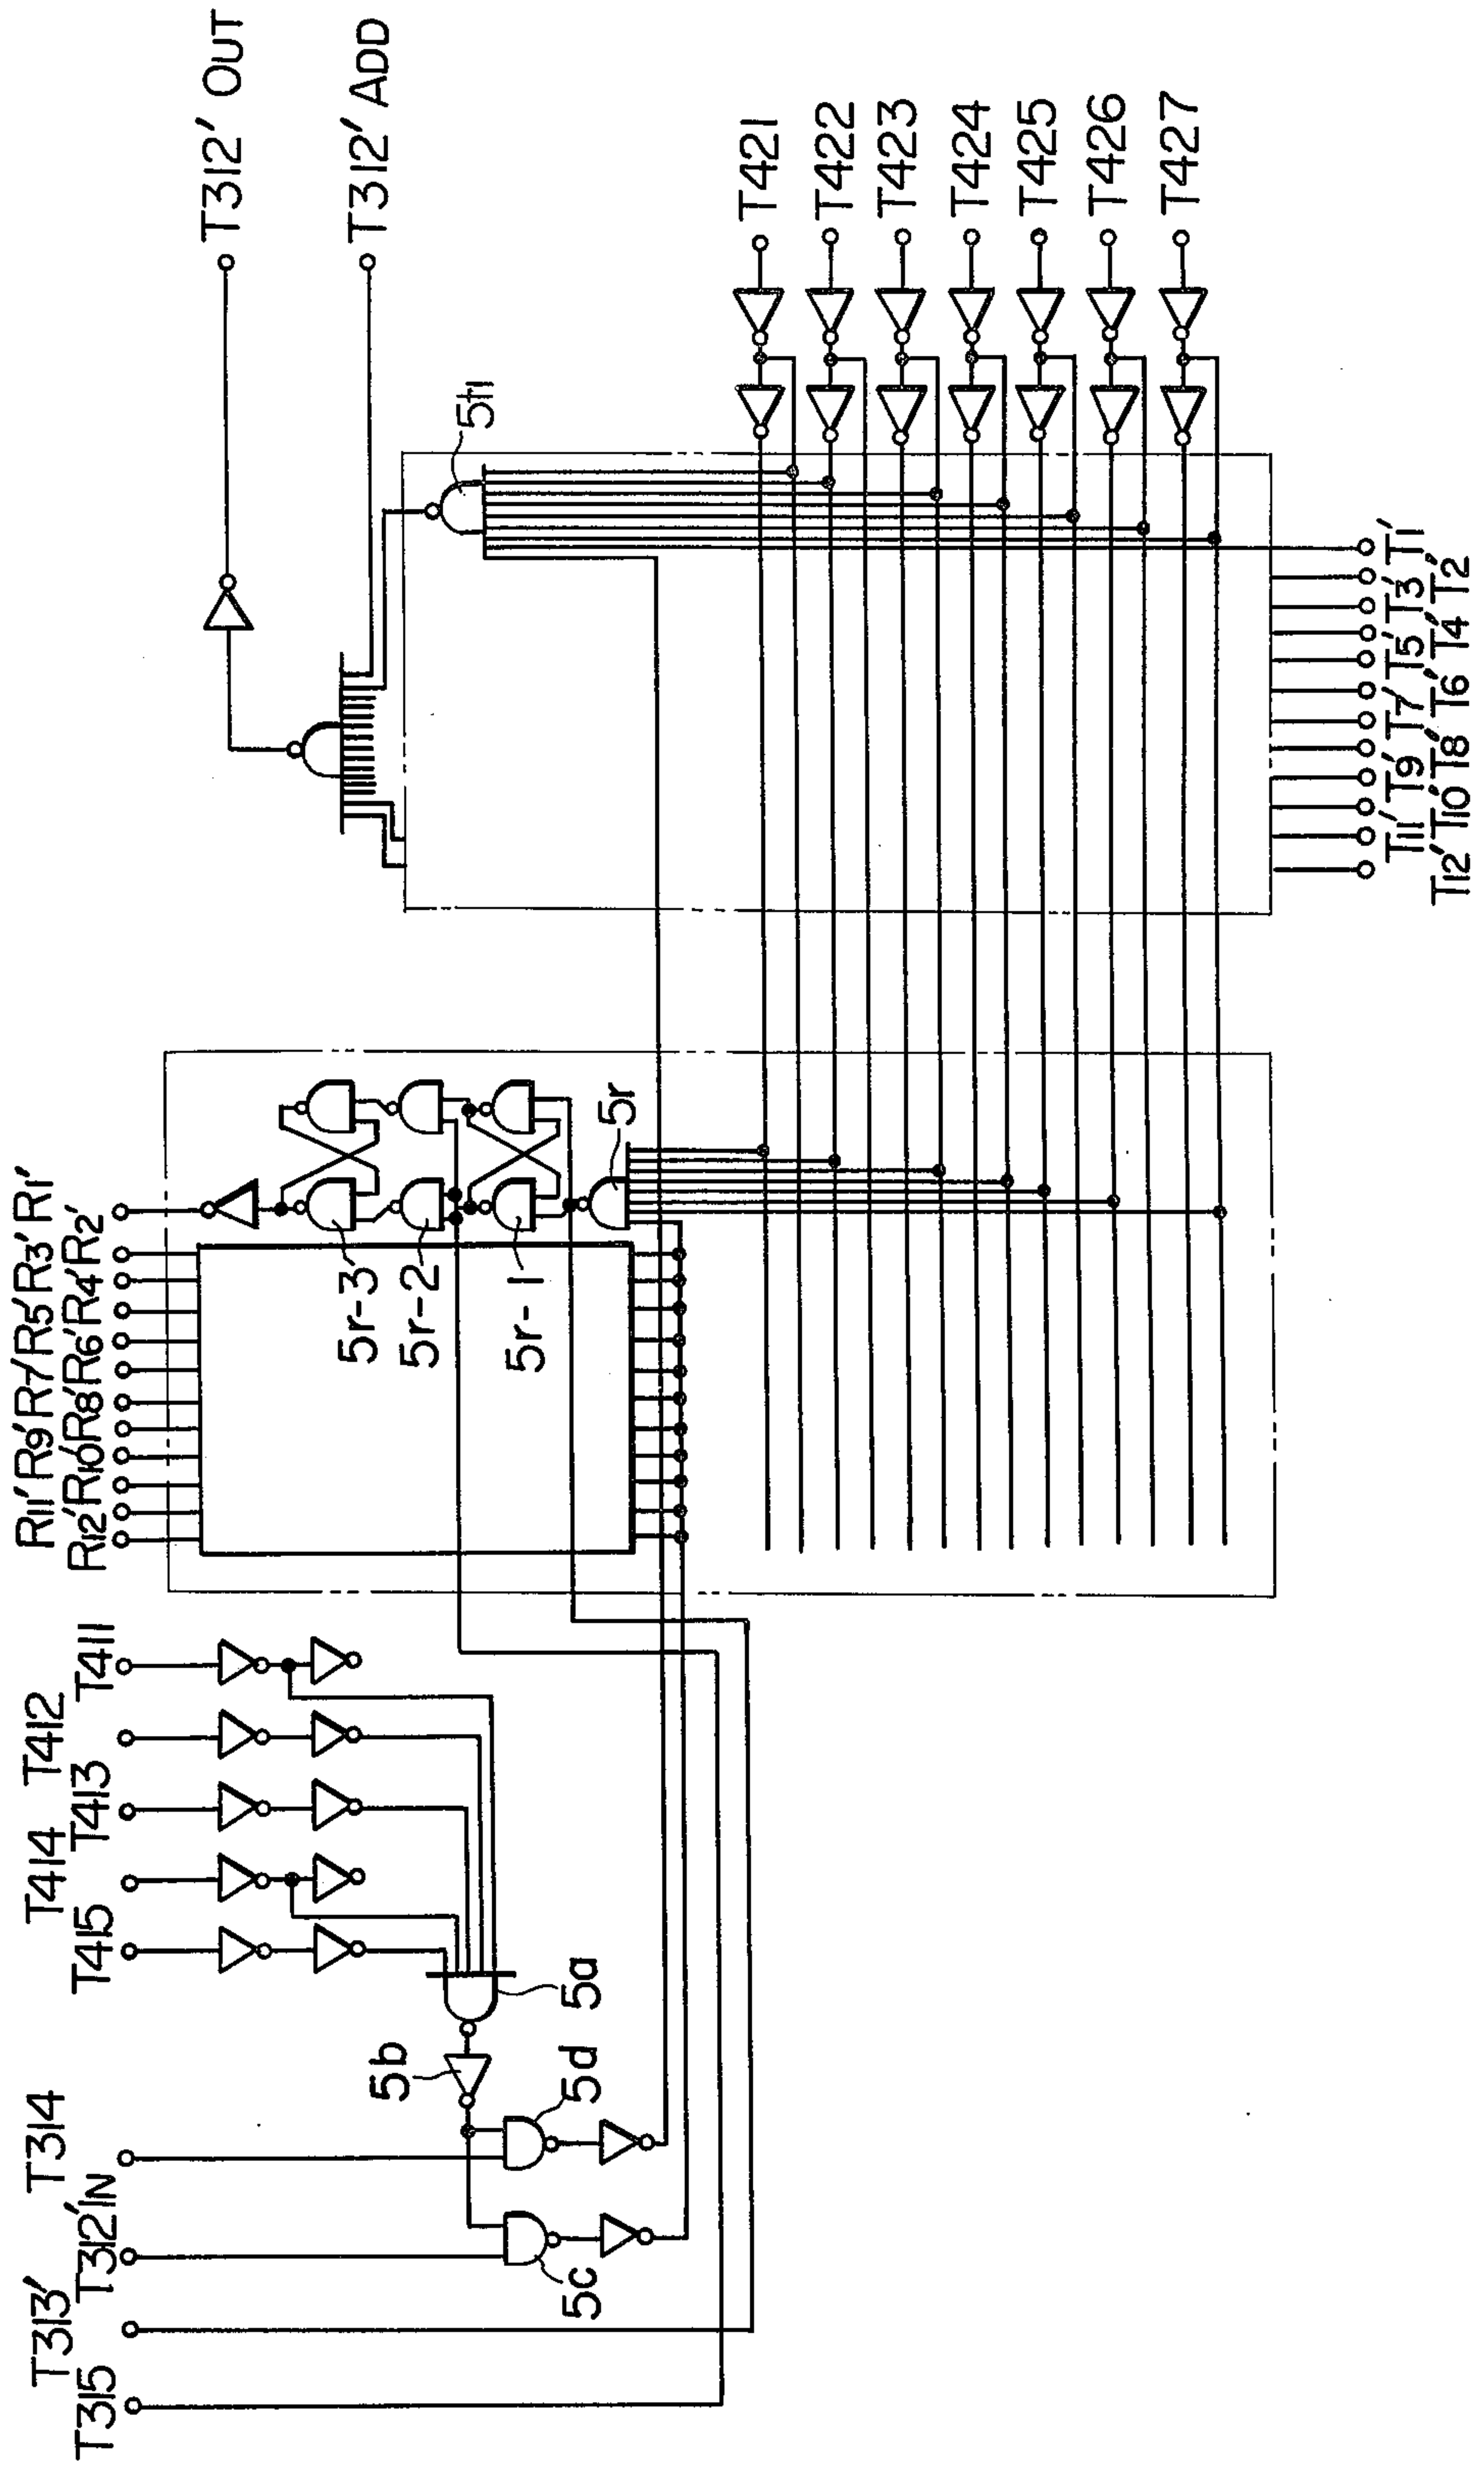 T312' OUT
T312' ADD
5t1
T421
T422
T423
T424
T425
T426
T427
T1'
T2'
T3'
T4'
T5'
T6'
T7'
T8'
T9'
T10'
T11'
T12'
R1'
R2'
R3'
R4'
R5'
R6'
R7'
R8'
R9'
R10'
R11'
R12'
5r-3
5r-2
5r-1
5r
T411
T412
T413
T414
T415
5a
5b
5d
5c
T314
T312'IN
T313'
T315